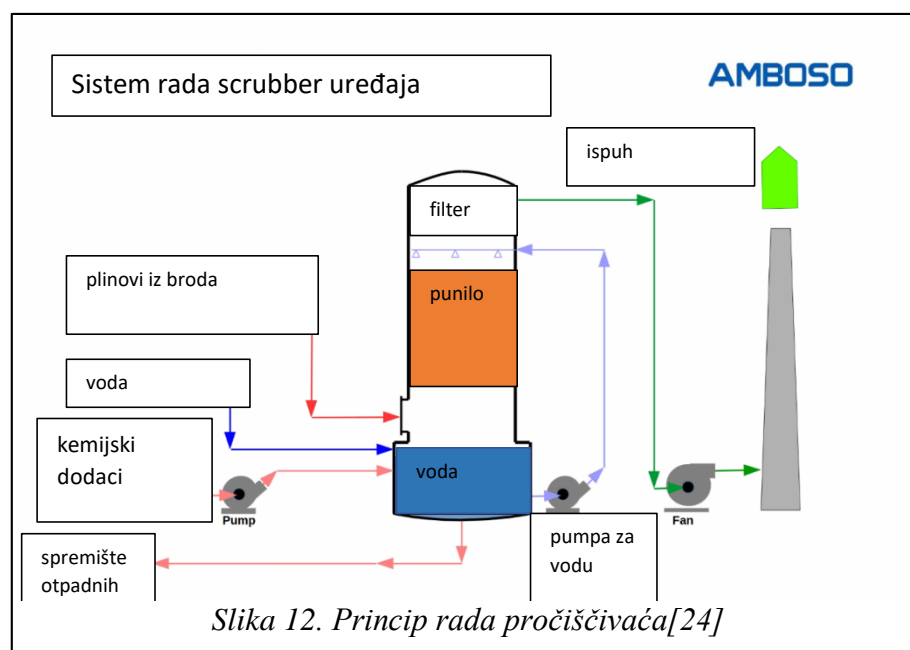 Sistem rada scrubber uređaja
AMBOSO
ispuh
filter
plinovi iz broda
punilo
voda
kemijski
dodaci
voda
Pump
Fan
spremište
otpadnih
pumpa za
vodu
Slika 12. Princip rada pročiščivaća[24]